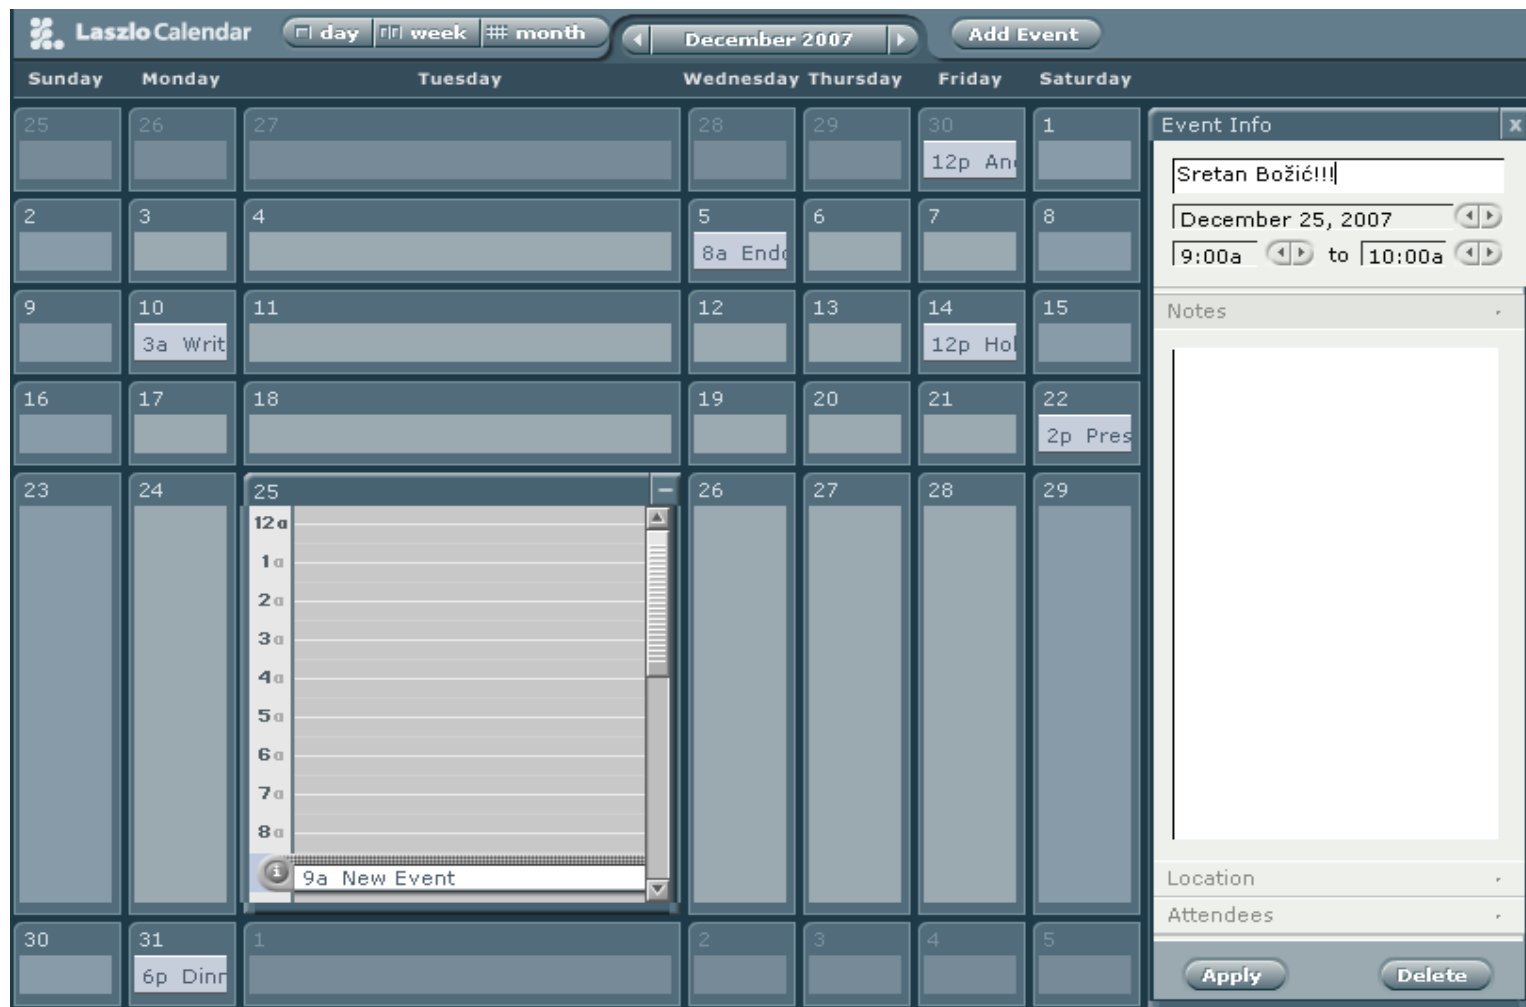 Laszlo Calendar day week month December 2007 Add Event
Sunday Monday Tuesday Wednesday Thursday Friday Saturday
25 26 27 28 29 30 1
12p
2 3 4 5 6 7 8
8a
9 10 11 12 13 14 15
3a Writ 12p Hol
16 17 18 19 20 21 22
2p Pres
23 24 25 26 27 28 29
12a
1a
2a
3a
4a
5a
6a
7a
8a
9a New Event
30 31 1 2 3 4 5
6p Dinr
Event Info x
Sretan Božić!!!
December 25, 2007
9:00a to 10:00a
Notes
Location
Attendees
Apply Delete